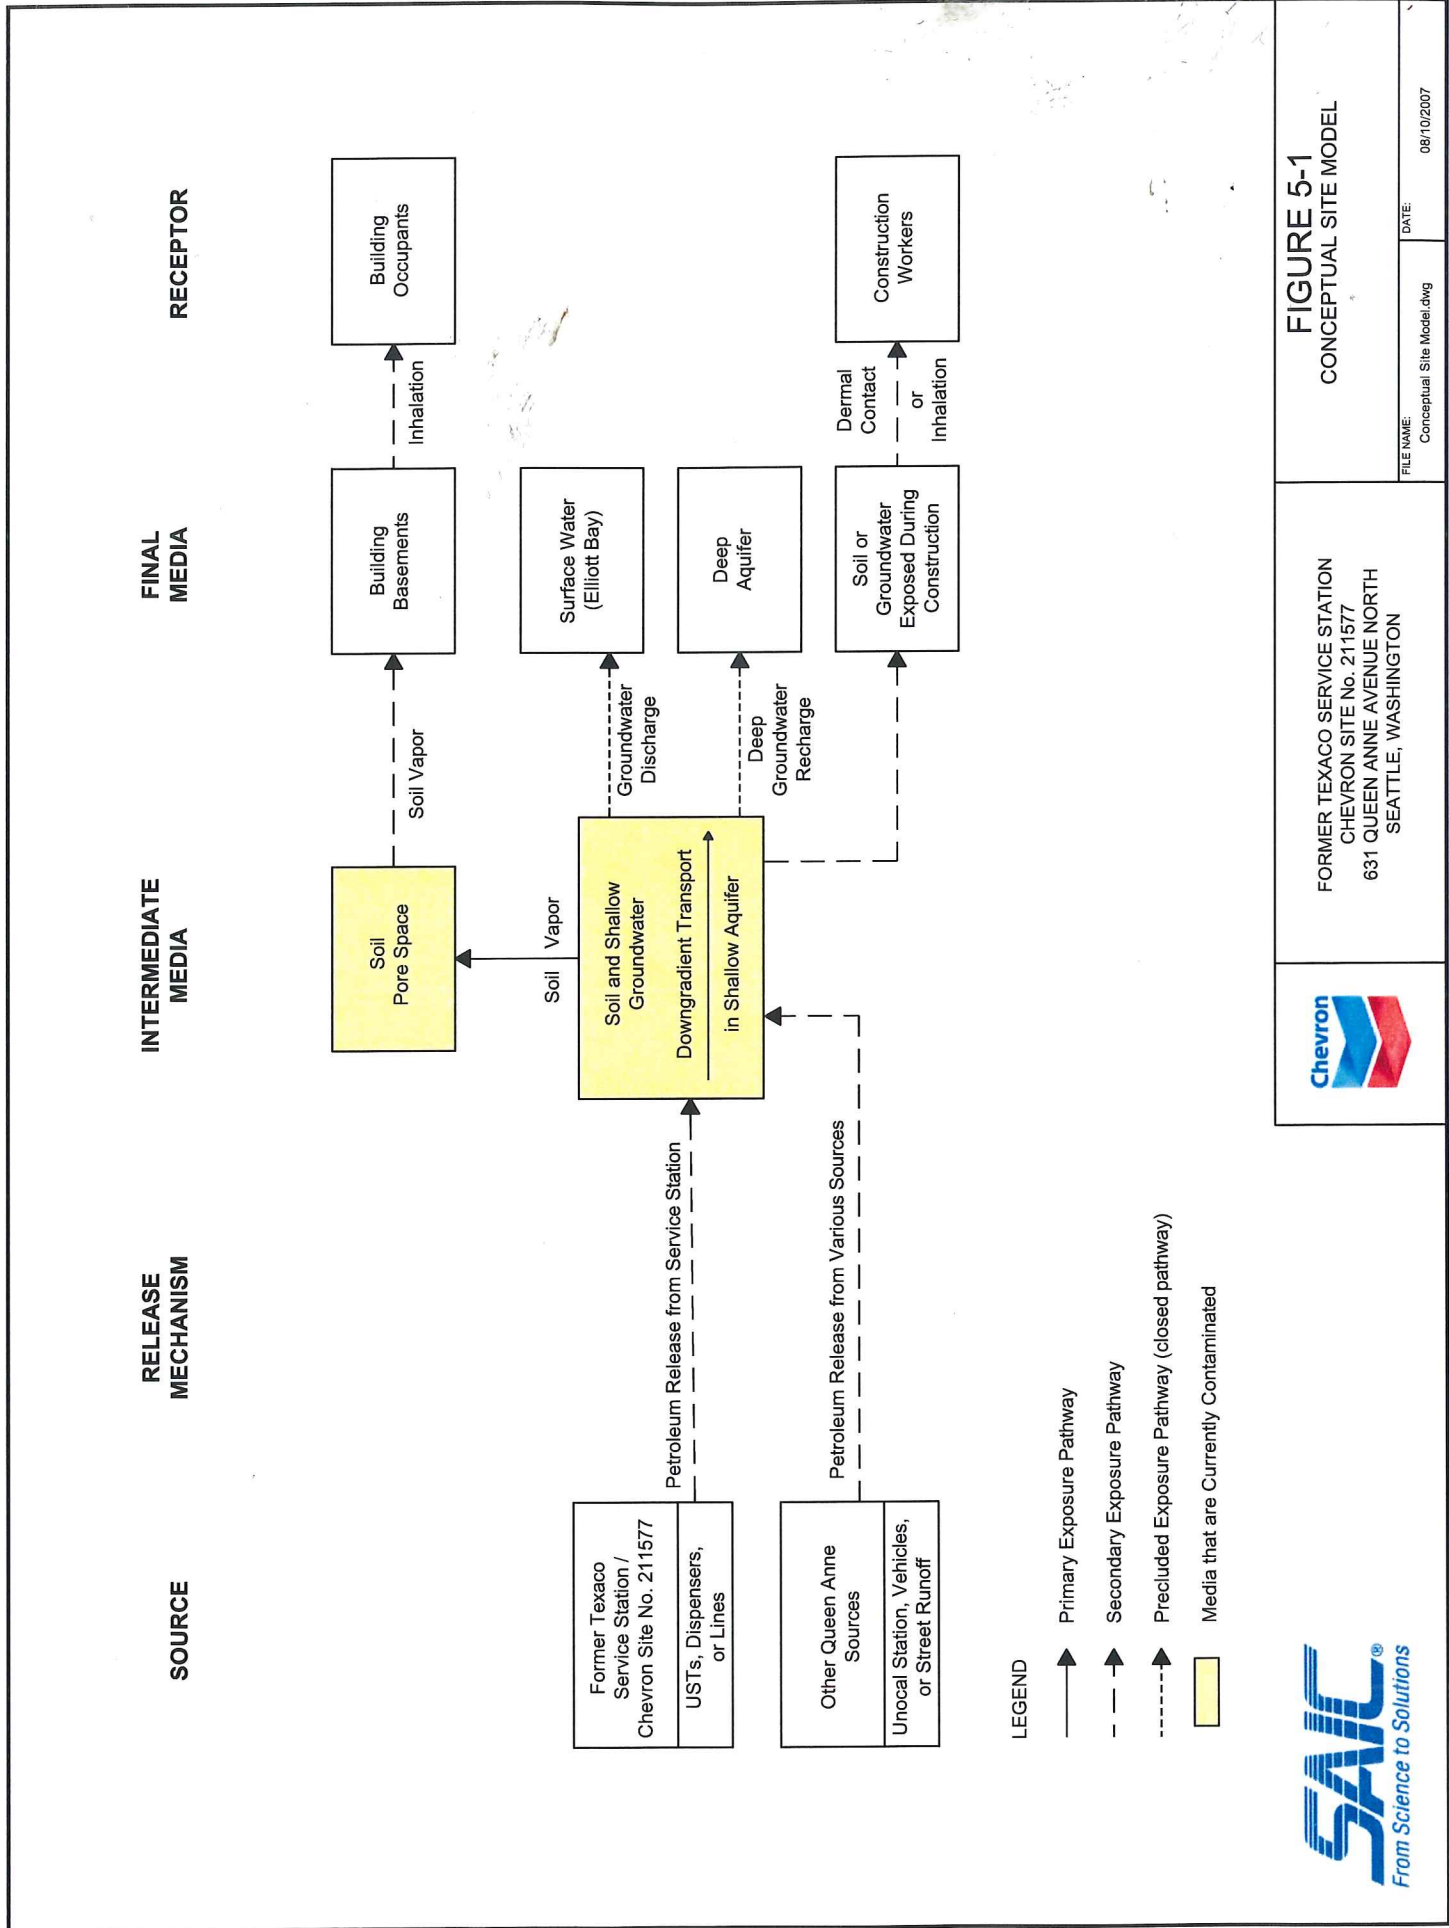 SOURCE
RELEASE
MECHANISM
INTERMEDIATE
MEDIA
FINAL
MEDIA
RECEPTOR
Former Texaco
Service Station /
Chevron Site No. 211577
USTs, Dispensers,
or Lines
Petroleum Release from Service Station
Other Queen Anne
Sources
Unocal Station, Vehicles,
or Street Runoff
Petroleum Release from Various Sources
Soil
Pore Space
Soil Vapor
Soil and Shallow
Groundwater
Downgradient Transport
in Shallow Aquifer
Soil Vapor
Groundwater
Discharge
Deep
Groundwater
Recharge
Building
Basements
Surface Water
(Elliott Bay)
Deep
Aquifer
Soil or
Groundwater
Exposed During
Construction
Inhalation
Dermal
Contact
or
Inhalation
Building
Occupants
Construction
Workers
LEGEND
Primary Exposure Pathway
Secondary Exposure Pathway
Precluded Exposure Pathway (closed pathway)
Media that are Currently Contaminated
SAIC®
From Science to Solutions
Chevron
FORMER TEXACO SERVICE STATION
CHEVRON SITE No. 211577
631 QUEEN ANNE AVENUE NORTH
SEATTLE, WASHINGTON
FIGURE 5-1
CONCEPTUAL SITE MODEL
FILE NAME:
Conceptual Site Model.dwg
DATE:
08/10/2007